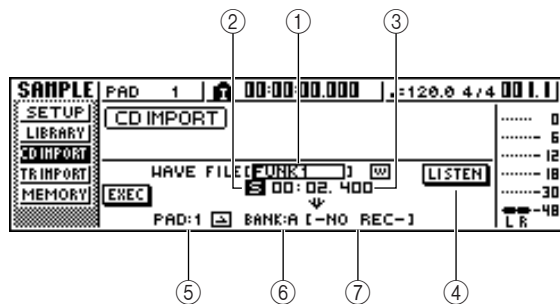 ② ① ③
SAMPLE PAD 1 00:00:00.000 ♩=120.0 4/4 001.1
SETUP
LIBRARY
CD IMPORT
TR IMPORT
MEMORY
CD IMPORT
WAVE FILE[FUNK1 ] W LISTEN
S 00:02.400
EXEC
PAD:1 BANK:A [-NO REC-]
0
6
12
18
30
48
L R
⑤ ⑥ ⑦ ④